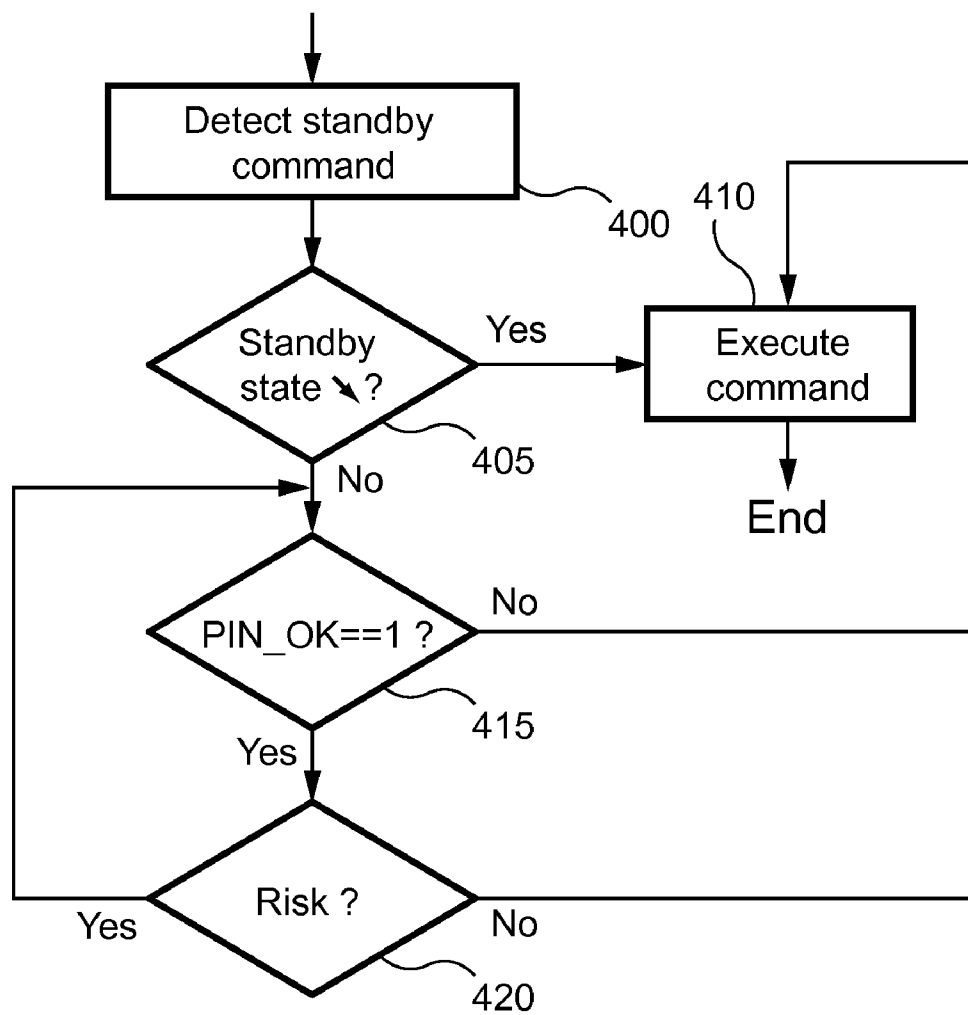 Detect standby
command
400
410
Standby
state ↘ ?
Yes
Execute
command
405
No
End
PIN_OK==1 ?
No
415
Yes
Risk ?
Yes
No
420